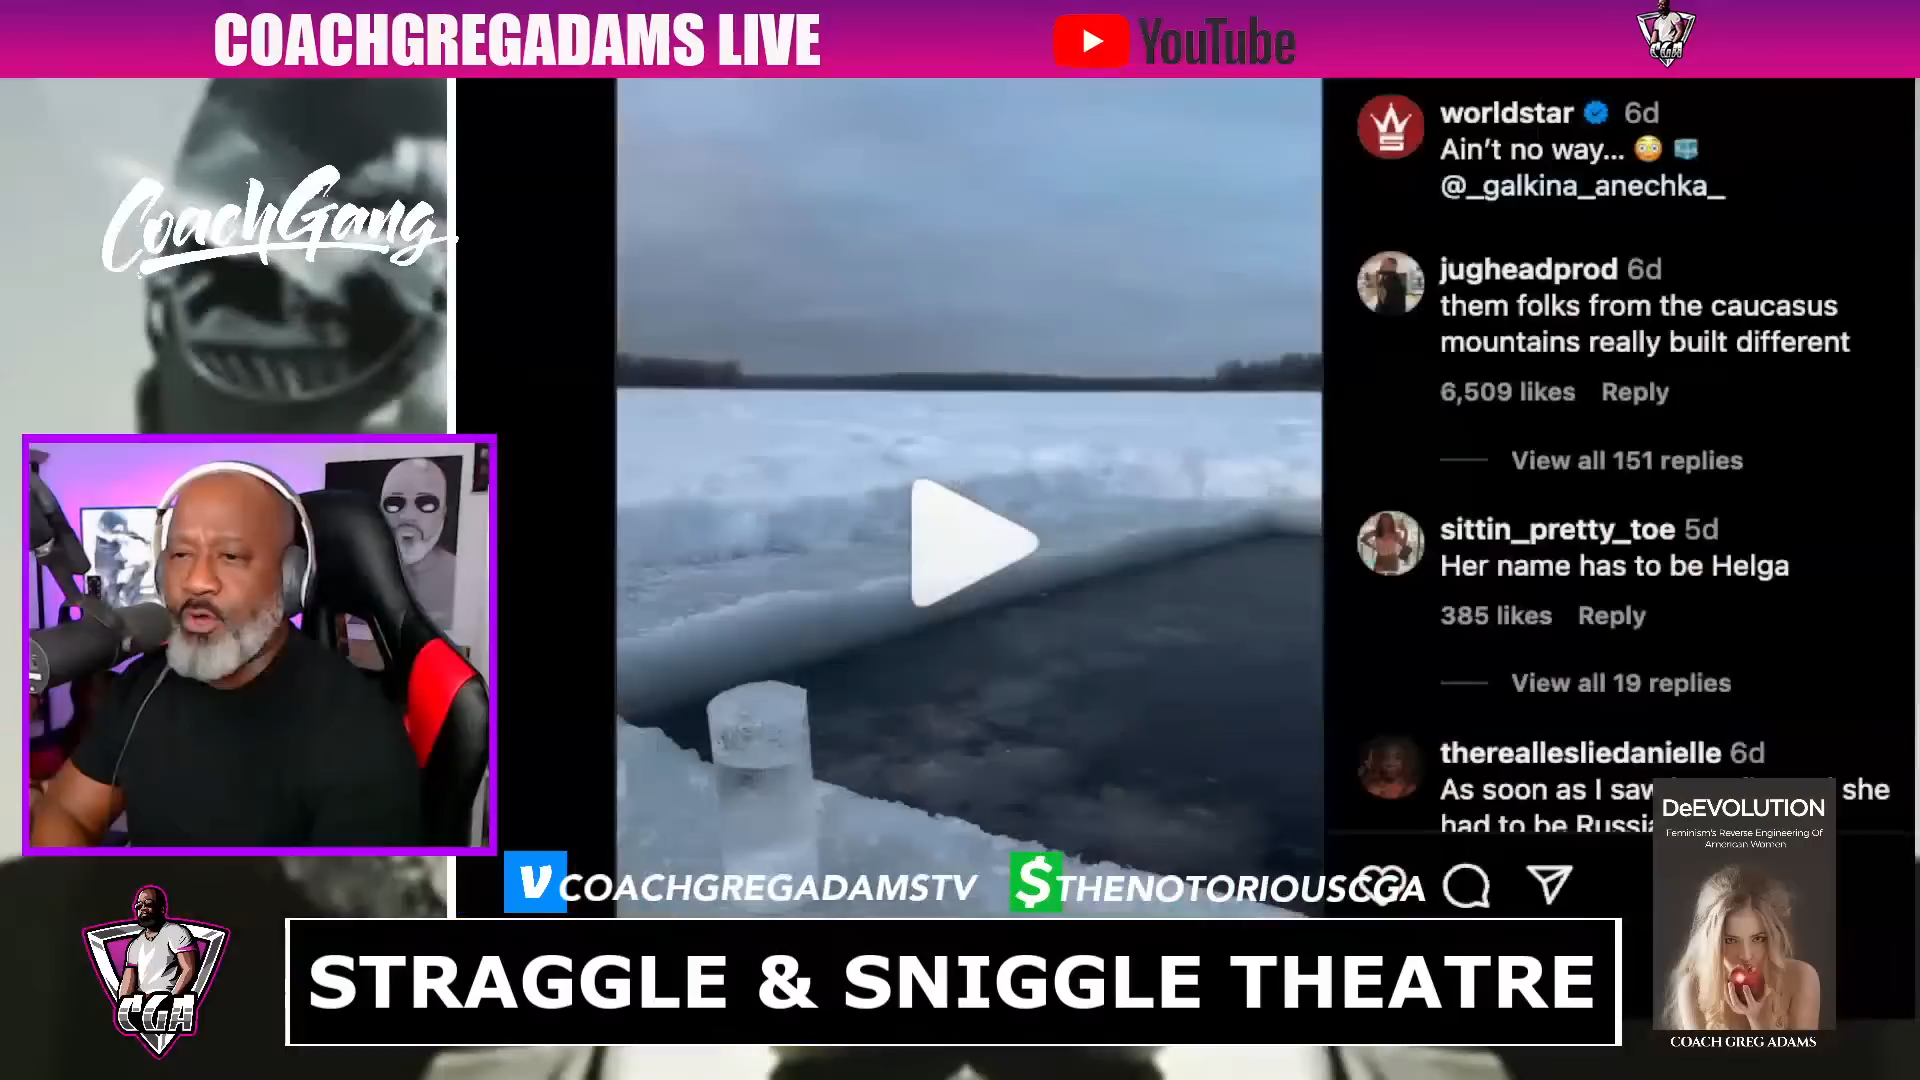 COACHGREGADAMS LIVE
YouTube
CGA
CoachGang
worldstar 6d
Ain't no way... 😳 🧊
@_galkina_anechka_
jugheadprod 6d
them folks from the caucasus
mountains really built different
6,509 likes Reply
View all 151 replies
sittin_pretty_toe 5d
Her name has to be Helga
385 likes Reply
View all 19 replies
thereallesliedanielle 6d
As soon as I saw she
had to be Russia
DeEVOLUTION
Feminism's Reverse Engineering Of
American Women
COACH GREG ADAMS
COACHGREGADAMSTV
$THENOTORIOUSCGA
STRAGGLE & SNIGGLE THEATRE
CGA